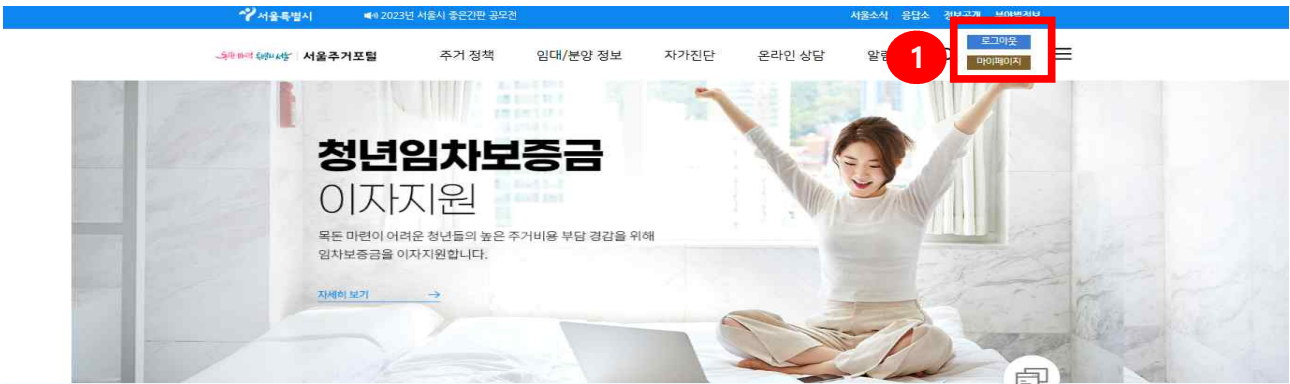 서울특별시
2023년 서울시 좋은간판 공모전
서울소식 응답소 정보공개
서울주거포털
주거 정책 임대/분양 정보 자가진단 온라인 상담
1
로그아웃
마이페이지
청년임차보증금
이자지원
목돈 마련이 어려운 청년들의 높은 주거비용 부담 경감을 위해
임차보증금을 이자지원합니다.
자세히 보기 →